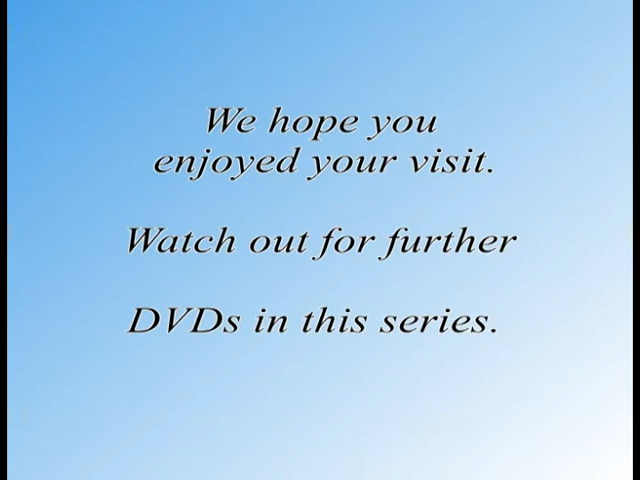 We hope you
enjoyed your visit.
Watch out for further
DVDs in this series.